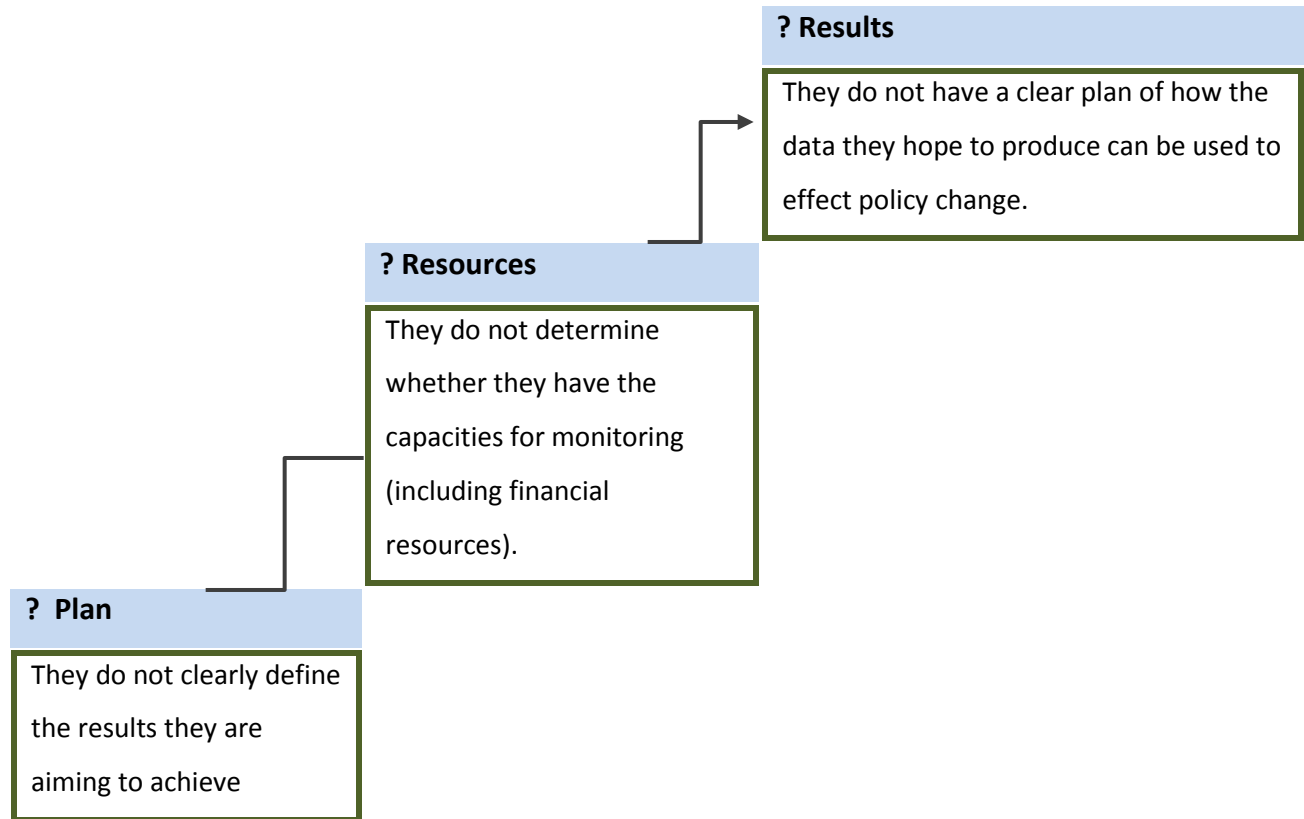 ? Results
They do not have a clear plan of how the
data they hope to produce can be used to
effect policy change.
? Resources
They do not determine
whether they have the
capacities for monitoring
(including financial
resources).
? Plan
They do not clearly define
the results they are
aiming to achieve